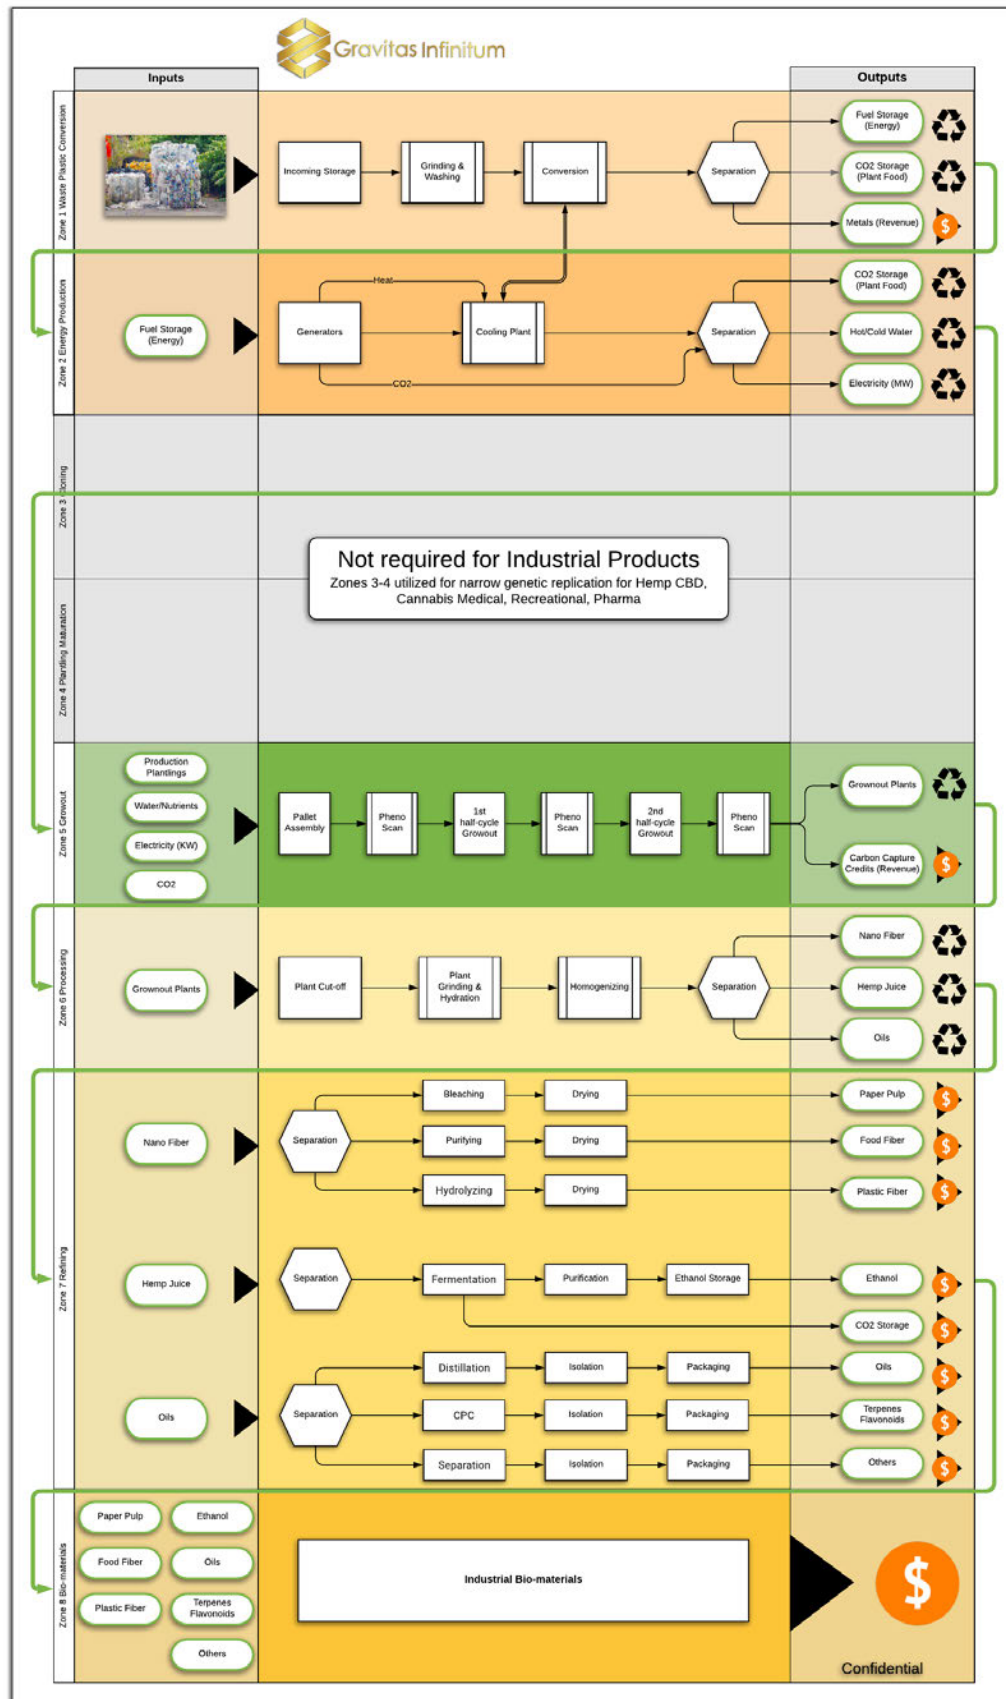 Gravitas Infinitum
Inputs
Outputs
Zone 1 Waste Plastic Conversion
Incoming Storage
Grinding &
Washing
Conversion
Separation
Fuel Storage
(Energy)
CO2 Storage
(Plant Food)
Metals (Revenue)
$
Zone 2 Energy Production
Fuel Storage
(Energy)
Heat
Generators
Cooling Plant
CO2
Separation
CO2 Storage
(Plant Food)
Hot/Cold Water
Electricity (MW)
Zone 3 Cloning
Not required for Industrial Products
Zones 3-4 utilized for narrow genetic replication for Hemp CBD,
Cannabis Medical, Recreational, Pharma
Zone 4 Plantling Maturation
Zone 5 Growout
Production
Plantlings
Water/Nutrients
Electricity (KW)
CO2
Pallet
Assembly
Pheno
Scan
1st
half-cycle
Growout
Pheno
Scan
2nd
half-cycle
Growout
Pheno
Scan
Grownout Plants
Carbon Capture
Credits (Revenue)
$
Zone 6 Processing
Grownout Plants
Plant Cut-off
Plant
Grinding &
Hydration
Homogenizing
Separation
Nano Fiber
Hemp Juice
Oils
Zone 7 Refining
Nano Fiber
Separation
Bleaching
Drying
Paper Pulp
$
Purifying
Drying
Food Fiber
$
Hydrolyzing
Drying
Plastic Fiber
$
Hemp Juice
Separation
Fermentation
Purification
Ethanol Storage
Ethanol
$
CO2 Storage
$
Oils
Separation
Distillation
Isolation
Packaging
Oils
$
CPC
Isolation
Packaging
Terpenes
Flavonoids
$
Separation
Isolation
Packaging
Others
$
Zone 8 Bio-materials
Paper Pulp
Ethanol
Food Fiber
Oils
Plastic Fiber
Terpenes
Flavonoids
Others
Industrial Bio-materials
$
Confidential